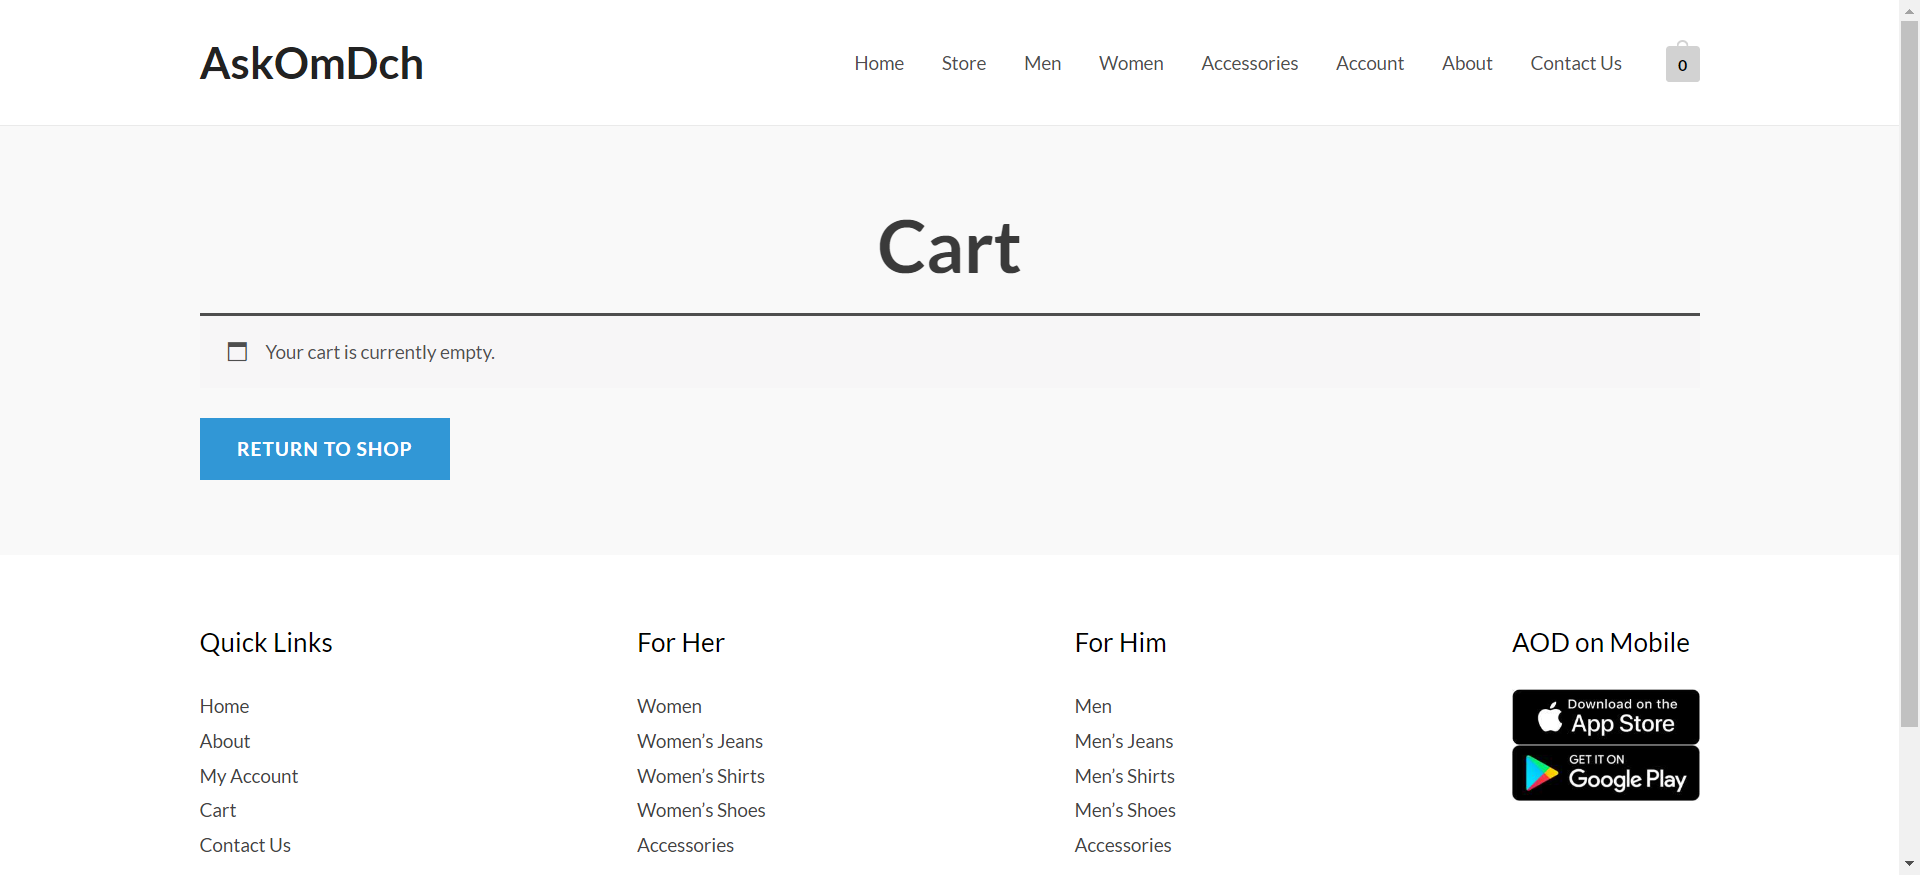 AskOmDch
Home Store Men Women Accessories Account About Contact Us 0
Cart
Your cart is currently empty.
RETURN TO SHOP
Quick Links
Home
About
My Account
Cart
Contact Us
For Her
Women
Women’s Jeans
Women’s Shirts
Women’s Shoes
Accessories
For Him
Men
Men’s Jeans
Men’s Shirts
Men’s Shoes
Accessories
AOD on Mobile
Download on the
App Store
GET IT ON
Google Play